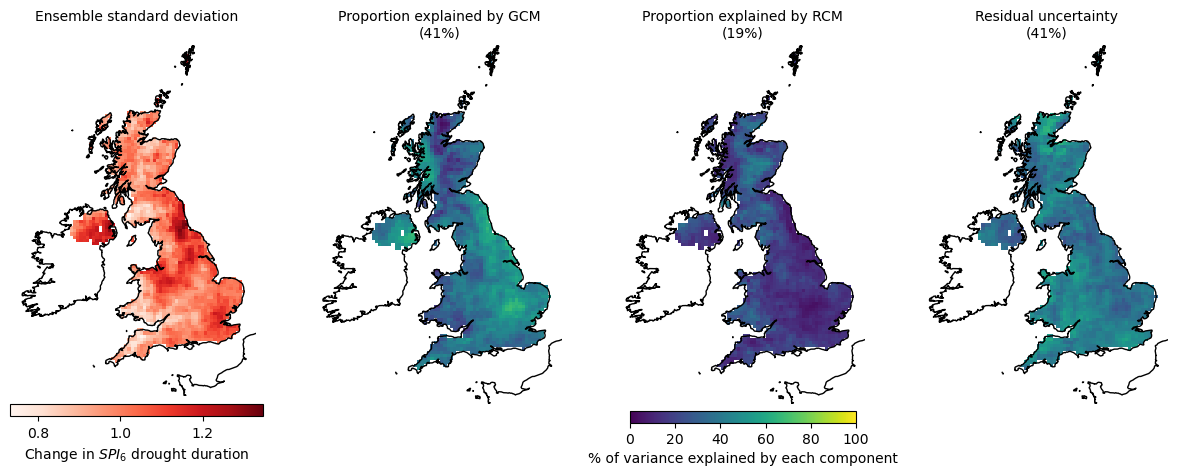 Ensemble standard deviation
Proportion explained by GCM
(41%)
Proportion explained by RCM
(19%)
Residual uncertainty
(41%)
0.8 1.0 1.2
Change in SPI₆ drought duration
0 20 40 60 80 100
% of variance explained by each component